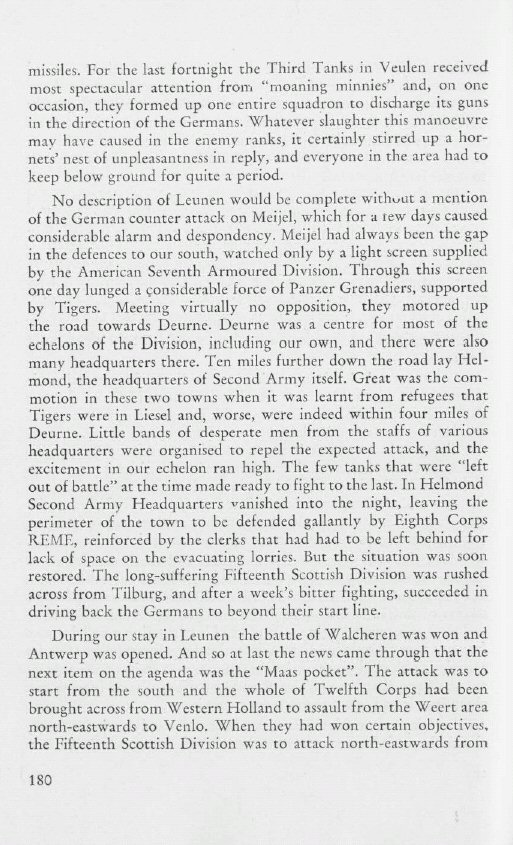 missiles. For the last fortnight the Third Tanks in Veulen received
most spectacular attention from "moaning minnies" and, on one
occasion, they formed up one entire squadron to discharge its guns
in the direction of the Germans. Whatever slaughter this manoeuvre
may have caused in the enemy ranks, it certainly stirred up a hor-
nets' nest of unpleasantness in reply, and everyone in the area had to
keep below ground for quite a period.
No description of Leunen would be complete without a mention
of the German counter attack on Meijel, which for a few days caused
considerable alarm and despondency. Meijel had always been the gap
in the defences to our south, watched only by a light screen supplied
by the American Seventh Armoured Division. Through this screen
one day lunged a considerable force of Panzer Grenadiers, supported
by Tigers. Meeting virtually no opposition, they motored up
the road towards Deurne. Deurne was a centre for most of the
echelons of the Division, including our own, and there were also
many headquarters there. Ten miles further down the road lay Hel-
mond, the headquarters of Second Army itself. Great was the com-
motion in these two towns when it was learnt from refugees that
Tigers were in Liesel and, worse, were indeed within four miles of
Deurne. Little bands of desperate men from the staffs of various
headquarters were organised to repel the expected attack, and the
excitement in our echelon ran high. The few tanks that were "left
out of battle" at the time made ready to fight to the last. In Helmond
Second Army Headquarters vanished into the night, leaving the
perimeter of the town to be defended gallantly by Eighth Corps
REME, reinforced by the clerks that had had to be left behind for
lack of space on the evacuating lorries. But the situation was soon
restored. The long-suffering Fifteenth Scottish Division was rushed
across from Tilburg, and after a week's bitter fighting, succeeded in
driving back the Germans to beyond their start line.
During our stay in Leunen the battle of Walcheren was won and
Antwerp was opened. And so at last the news came through that the
next item on the agenda was the "Maas pocket". The attack was to
start from the south and the whole of Twelfth Corps had been
brought across from Western Holland to assault from the Weert area
north-eastwards to Venlo. When they had won certain objectives,
the Fifteenth Scottish Division was to attack north-eastwards from
180